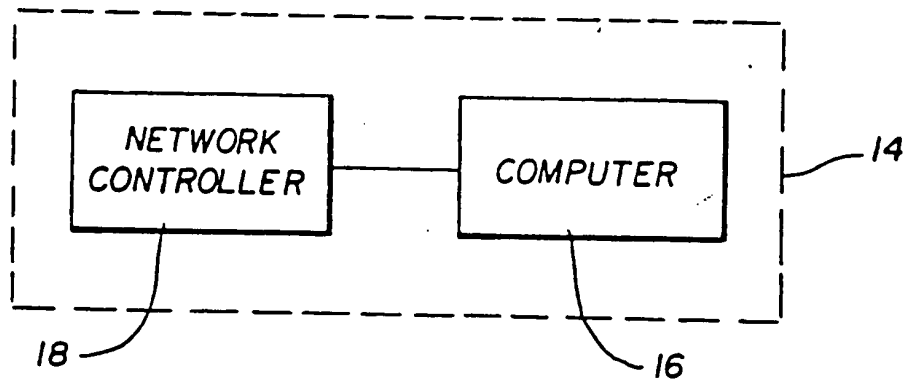 NETWORK
CONTROLLER
COMPUTER
14
18
16